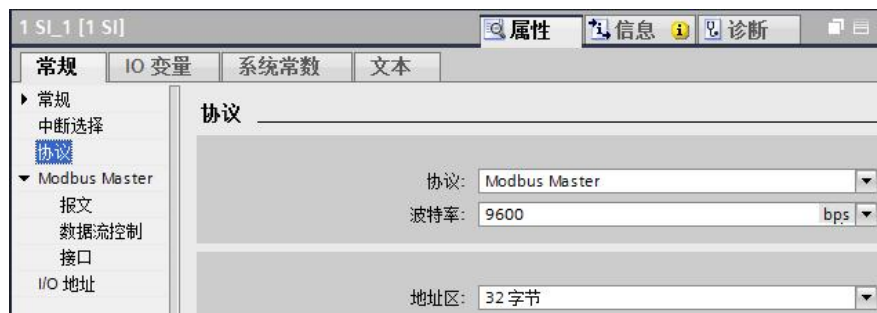 1 SI_1 [1 SI]
属性 信息 诊断
常规 IO 变量 系统常数 文本
常规
中断选择
协议
Modbus Master
报文
数据流控制
接口
I/O 地址
协议
协议: Modbus Master
波特率: 9600 bps
地址区: 32 字节